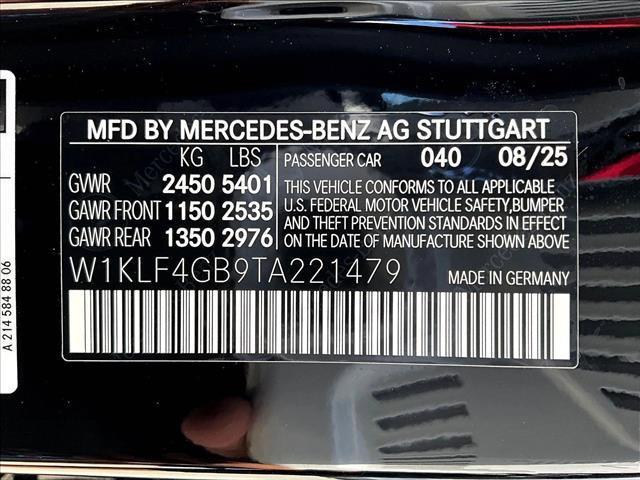 MFD BY MERCEDES-BENZ AG STUTTGART
KG LBS
PASSENGER CAR 040 08/25
GVWR 2450 5401
GAWR FRONT 1150 2535
GAWR REAR 1350 2976
THIS VEHICLE CONFORMS TO ALL APPLICABLE
U.S. FEDERAL MOTOR VEHICLE SAFETY,BUMPER
AND THEFT PREVENTION STANDARDS IN EFFECT
ON THE DATE OF MANUFACTURE SHOWN ABOVE.
W1KLF4GB9TA221479
MADE IN GERMANY
A 214 584 88 06